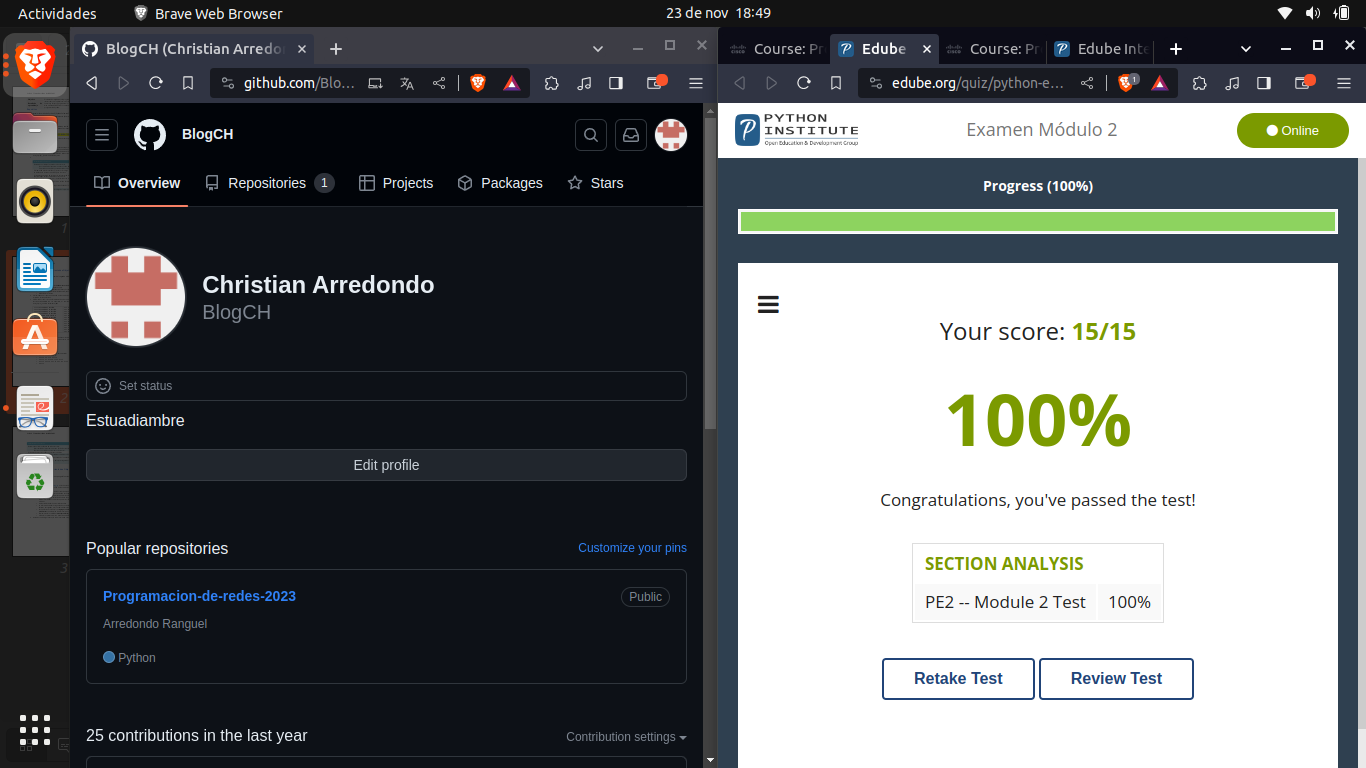 Actividades
Brave Web Browser
23 de nov 18:49
BlogCH (Christian Arredo
github.com/Blo...
BlogCH
Overview
Repositories 1
Projects
Packages
Stars
Christian Arredondo
BlogCH
Set status
Estuadiambre
Edit profile
Popular repositories
Customize your pins
Programacion-de-redes-2023
Public
Arredondo Ranguel
Python
25 contributions in the last year
Contribution settings
1
2
3
Course: Pr
Edube
Course: Pr
Edube Inte
edube.org/quiz/python-e...
1
PYTHON
INSTITUTE
Open Education & Development Group
Examen Módulo 2
Online
Progress (100%)
Your score: 15/15
100%
Congratulations, you've passed the test!
SECTION ANALYSIS
PE2 -- Module 2 Test 100%
Retake Test
Review Test